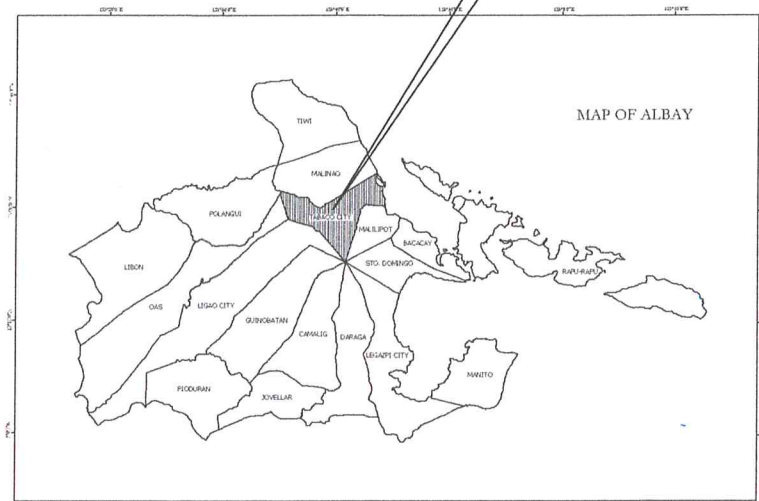 MAP OF ALBAY
TIWI
MALINAO
POLANGUI
TABACO CITY
MALILIPOT
BACACAY
STO. DOMINGO
LIBON
RAPU-RAPU
OAS
LIGAO CITY
GUINOBATAN
CAMALIG
DARAGA
LEGAZPI CITY
MANITO
PIODURAN
JOVELLAR